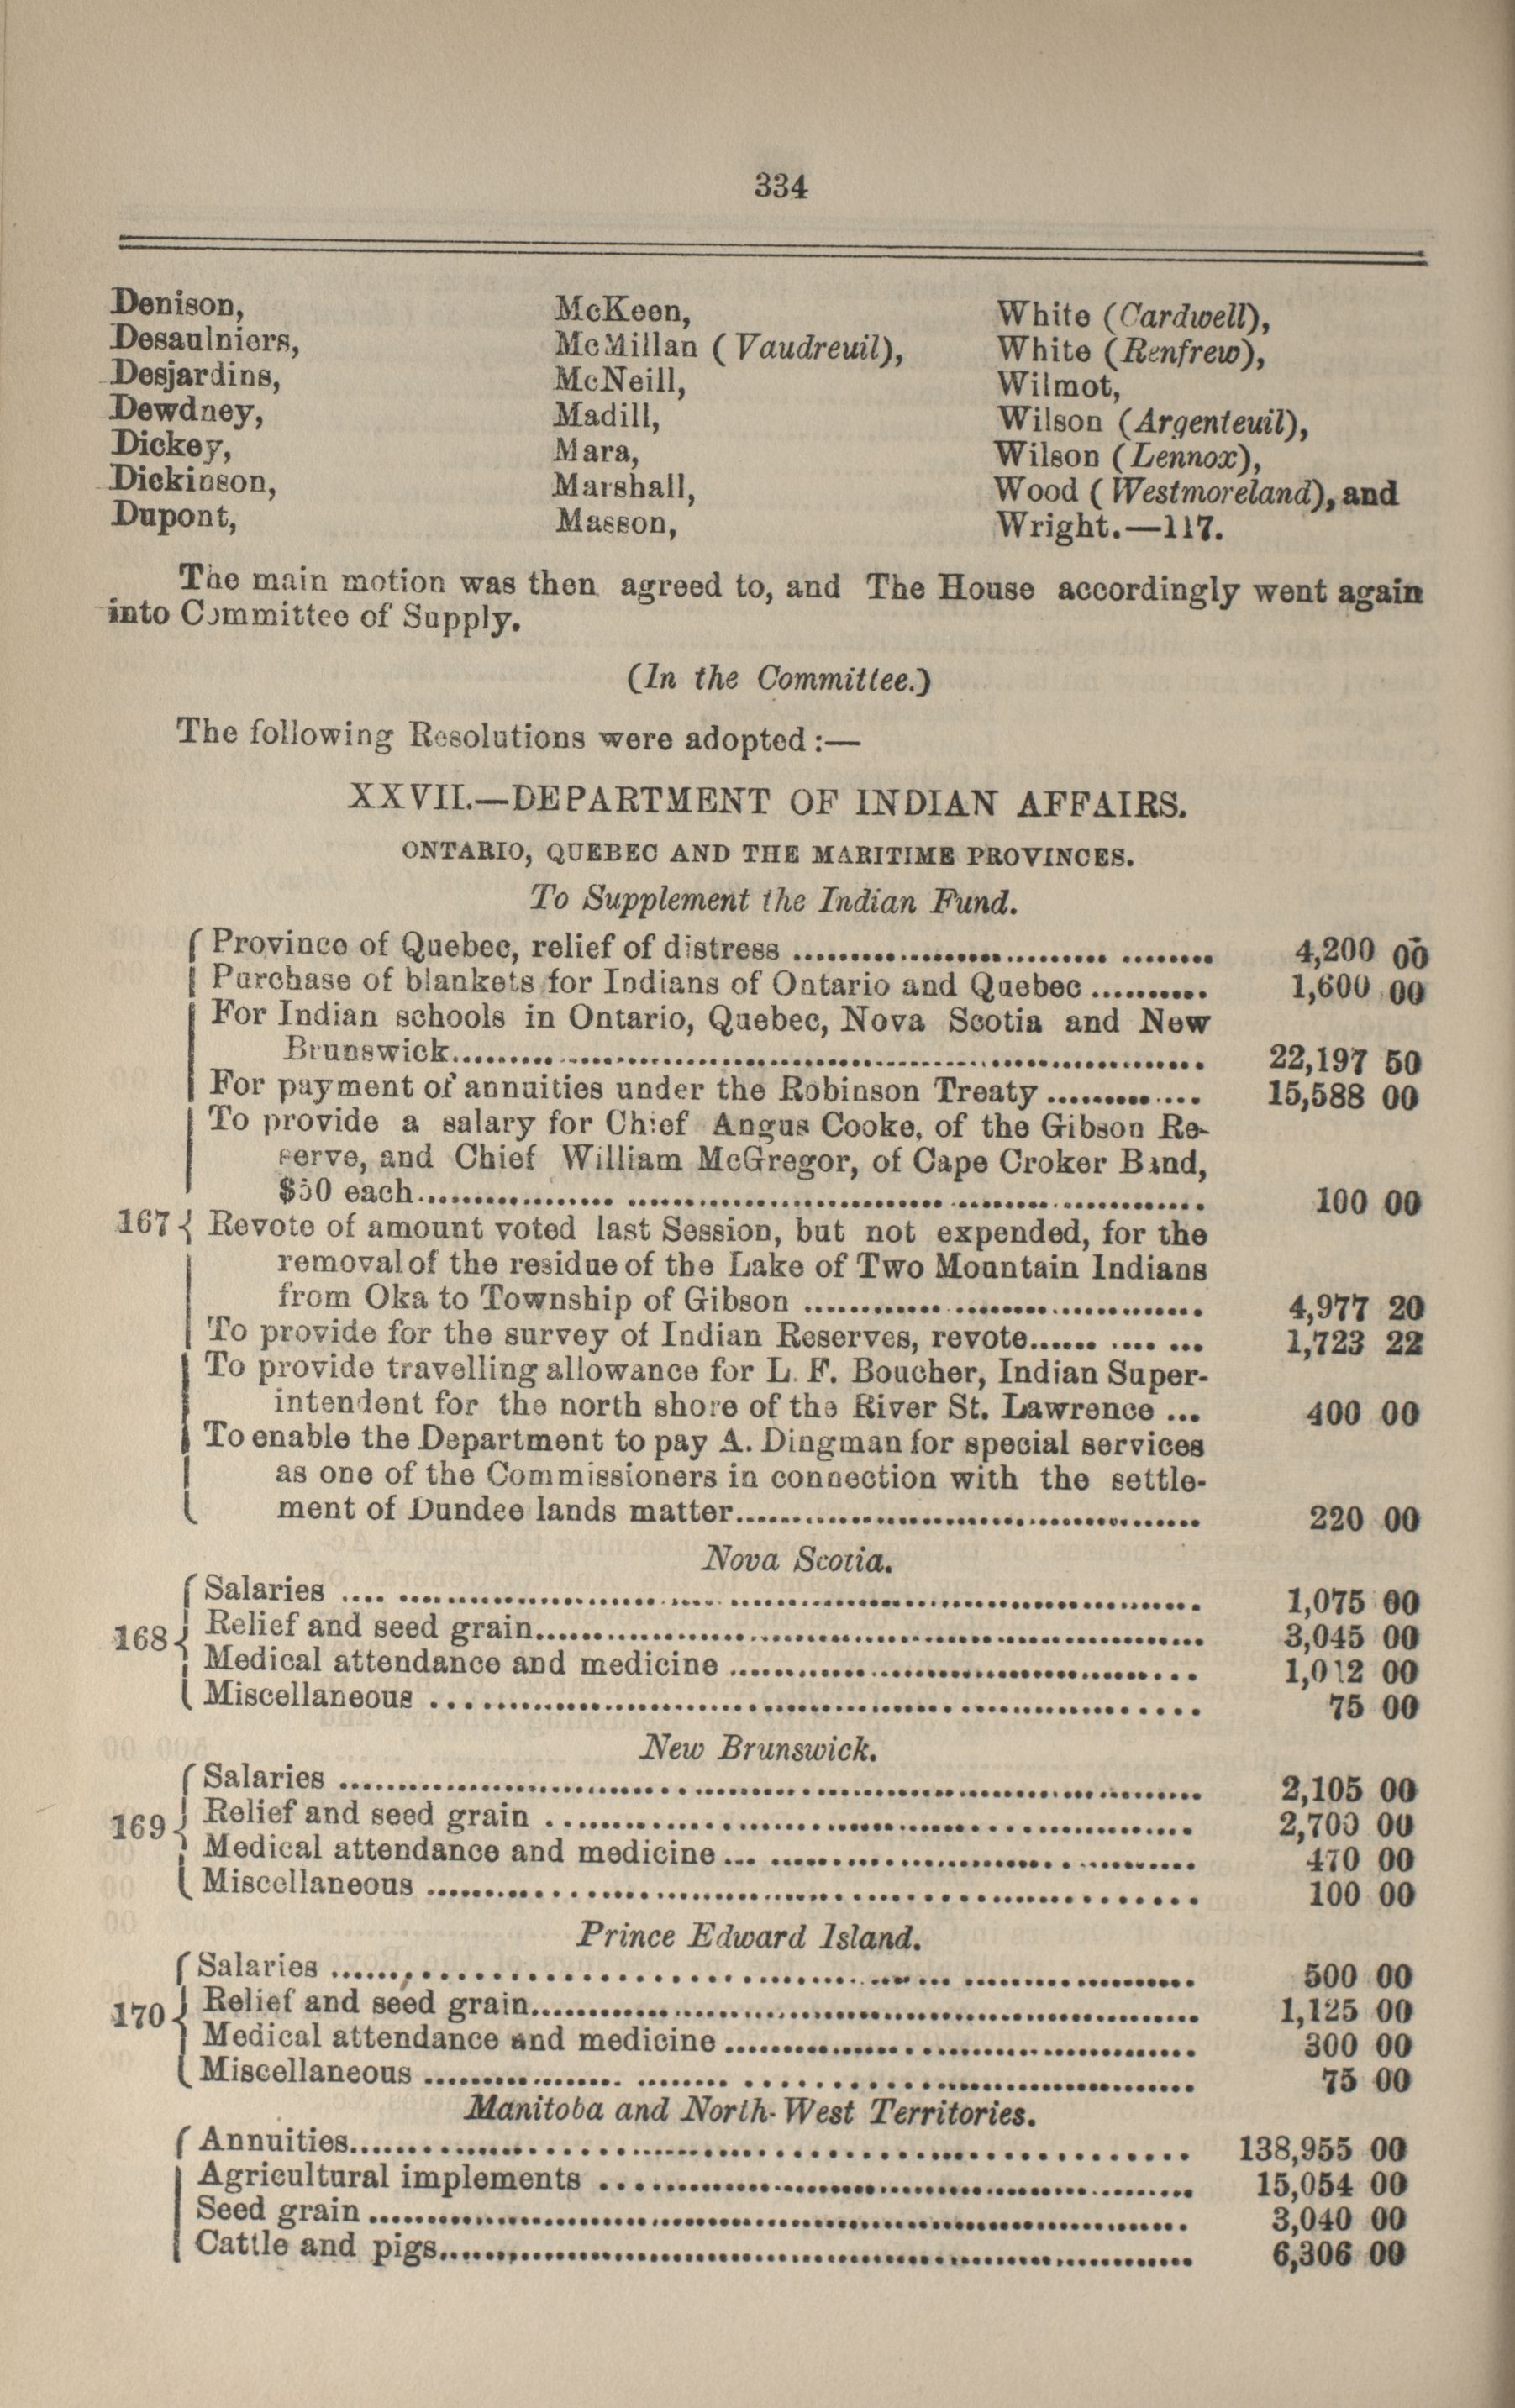 334
Denison,
Desaulniers,
Desjardins,
Dewdney,
Dickey,
Dickinson,
Dupont,
McKeen,
McMillan (Vaudreuil),
McNeill,
Madill,
Mara,
Marshall,
Masson,
White (Cardwell),
White (Renfrew),
Wilmot,
Wilson (Argenteuil),
Wilson (Lennox),
Wood (Westmoreland), and
Wright.—117.
The main motion was then agreed to, and The House accordingly went again
into Committee of Supply.
(In the Committee.)
The following Resolutions were adopted :—
XXVII.—DEPARTMENT OF INDIAN AFFAIRS.
ONTARIO, QUEBEC AND THE MARITIME PROVINCES.
To Supplement the Indian Fund.
Province of Quebec, relief of distress ........ 4,200 00
Purchase of blankets for Indians of Ontario and Quebec ........ 1,600 00
For Indian schools in Ontario, Quebec, Nova Scotia and New
Brunswick........ 22,197 50
For payment of annuities under the Robinson Treaty ........ 15,588 00
To provide a salary for Chief Angus Cooke, of the Gibson Re-
serve, and Chief William McGregor, of Cape Croker Band,
$50 each........ 100 00
167 { Revote of amount voted last Session, but not expended, for the
removal of the residue of the Lake of Two Mountain Indians
from Oka to Township of Gibson ........ 4,977 20
To provide for the survey of Indian Reserves, revote........ 1,723 22
To provide travelling allowance for L. F. Boucher, Indian Super-
intendent for the north shore of the River St. Lawrence ... 400 00
To enable the Department to pay A. Dingman for special services
as one of the Commissioners in connection with the settle-
ment of Dundee lands matter........ 220 00
Nova Scotia.
Salaries ........ 1,075 00
168 { Relief and seed grain........ 3,045 00
Medical attendance and medicine ........ 1,012 00
Miscellaneous ........ 75 00
New Brunswick.
Salaries ........ 2,105 00
169 { Relief and seed grain ........ 2,700 00
Medical attendance and medicine ........ 470 00
Miscellaneous ........ 100 00
Prince Edward Island.
Salaries ........ 500 00
170 { Relief and seed grain........ 1,125 00
Medical attendance and medicine ........ 300 00
Miscellaneous ........ 75 00
Manitoba and North-West Territories.
Annuities........ 138,955 00
Agricultural implements ........ 15,054 00
Seed grain ........ 3,040 00
Cattle and pigs........ 6,306 00